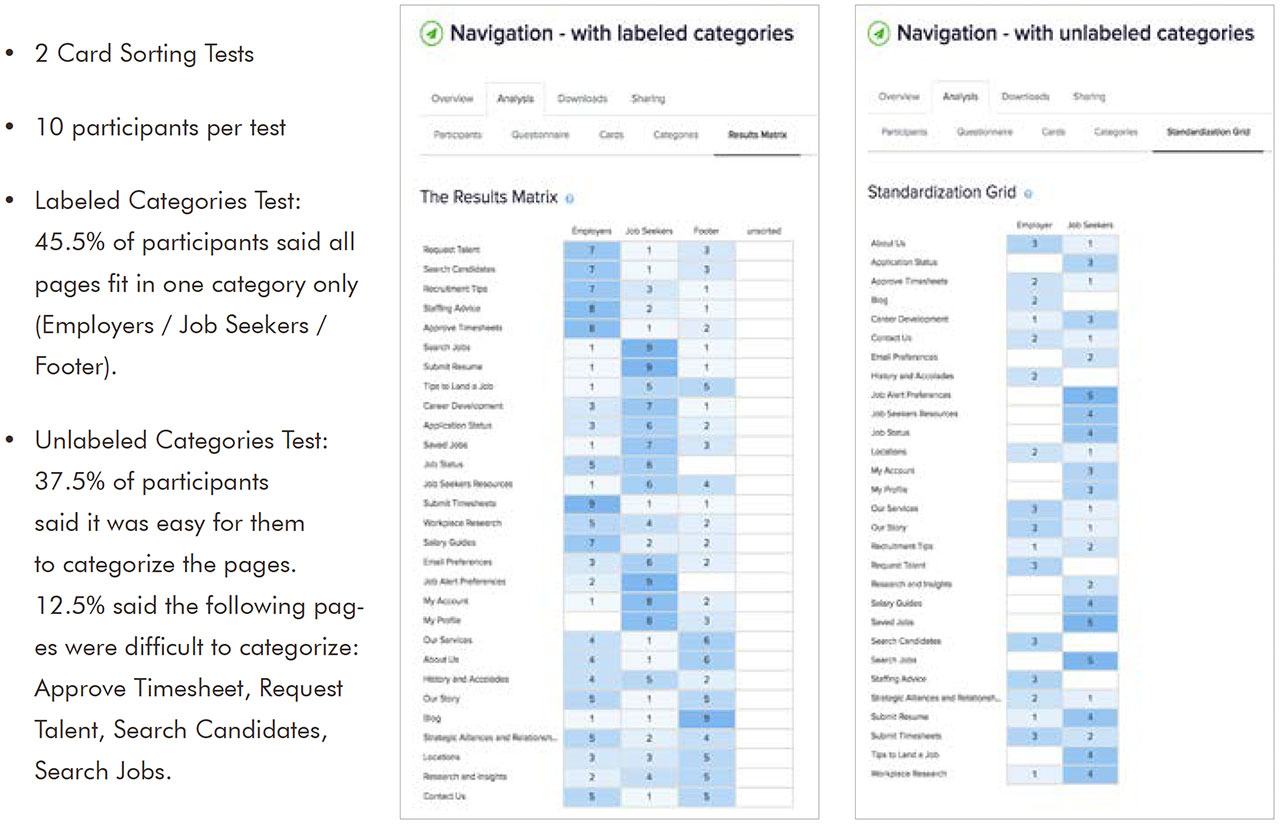 • 2 Card Sorting Tests
• 10 participants per test
• Labeled Categories Test:
45.5% of participants said all
pages fit in one category only
(Employers / Job Seekers /
Footer).
• Unlabeled Categories Test:
37.5% of participants
said it was easy for them
to categorize the pages.
12.5% said the following pag-
es were difficult to categorize:
Approve Timesheet, Request
Talent, Search Candidates,
Search Jobs.
Navigation - with labeled categories
Overview Analysis Downloads Sharing
Participants Questionnaire Cards Categories Results Matrix
The Results Matrix
Employers Job Seekers Footer unsorted
Request Talent 7 1 3
Search Candidates 7 1 3
Recruitment Tips 7 3 1
Staffing Advice 8 2 1
Approve Timesheets 8 1 2
Search Jobs 1 9 1
Submit Resume 1 9 1
Tips to Land a Job 1 5 5
Career Development 3 7 1
Application Status 3 6 2
Saved Jobs 1 7 3
Job Status 5 6
Job Seekers Resources 1 6 4
Submit Timesheets 9 1 1
Workplace Research 5 4 2
Salary Guides 7 2 2
Email Preferences 3 6 2
Job Alert Preferences 2 9
My Account 1 8 2
My Profile 8 3
Our Services 4 1 6
About Us 4 1 6
History and Accolades 4 5 2
Our Story 5 1 5
Blog 1 1 9
Strategic Alliances and Relationsh... 5 2 4
Locations 3 3 5
Research and Insights 2 4 5
Contact Us 5 1 5
Navigation - with unlabeled categories
Overview Analysis Downloads Sharing
Participants Questionnaire Cards Categories Standardization Grid
Standardization Grid
Employer Job Seekers
About Us 3 1
Application Status 3
Approve Timesheets 2 1
Blog 2
Career Development 1 3
Contact Us 2 1
Email Preferences 2
History and Accolades 2
Job Alert Preferences 5
Job Seekers Resources 4
Job Status 4
Locations 2 1
My Account 3
My Profile 3
Our Services 3 1
Our Story 3 1
Recruitment Tips 1 2
Request Talent 3
Research and Insights 2
Salary Guides 4
Saved Jobs 5
Search Candidates 3
Search Jobs 5
Staffing Advice 3
Strategic Alliances and Relationsh... 2 1
Submit Resume 1 4
Submit Timesheets 3 2
Tips to Land a Job 4
Workplace Research 1 4